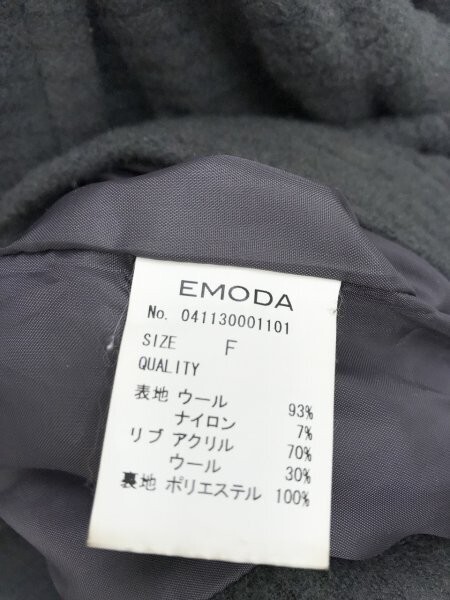 EMODA
No. 041130001101
SIZE F
QUALITY
表地 ウール 93%
ナイロン 7%
リブ アクリル 70%
ウール 30%
裏地 ポリエステル 100%